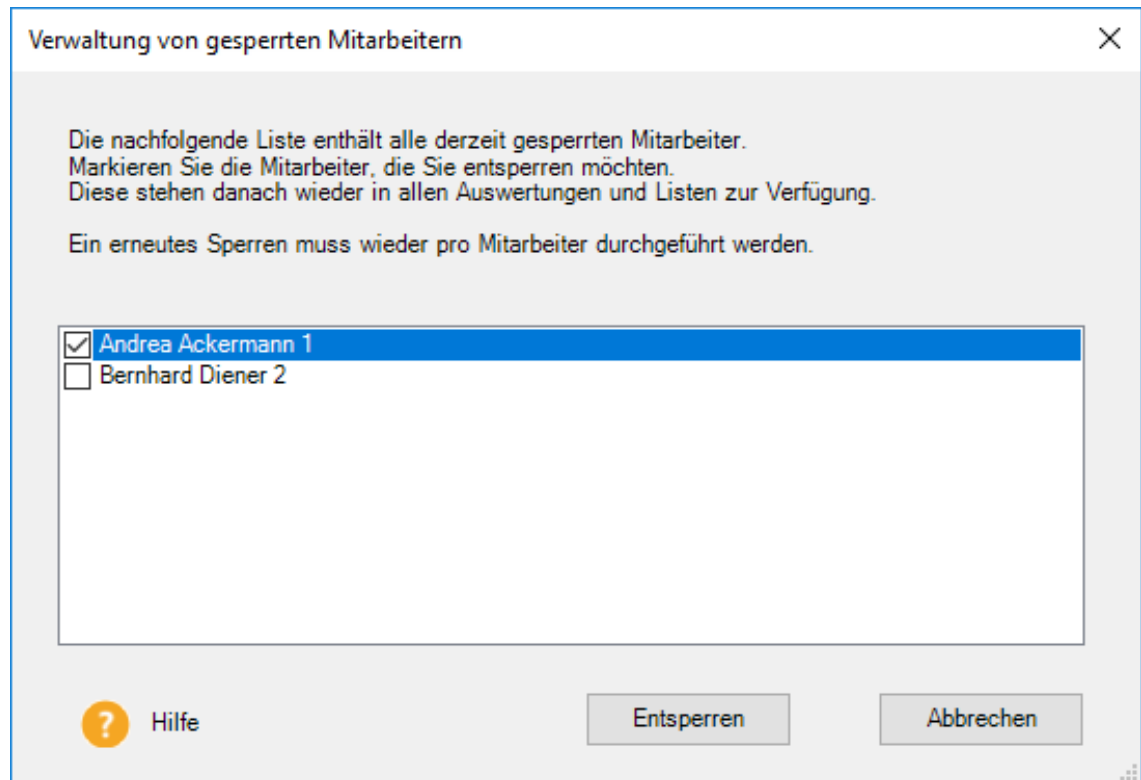 Verwaltung von gesperrten Mitarbeitern
Die nachfolgende Liste enthält alle derzeit gesperrten Mitarbeiter.
Markieren Sie die Mitarbeiter, die Sie entsperren möchten.
Diese stehen danach wieder in allen Auswertungen und Listen zur Verfügung.
Ein erneutes Sperren muss wieder pro Mitarbeiter durchgeführt werden.
Andrea Ackermann 1
Bernhard Diener 2
? Hilfe
Entsperren
Abbrechen